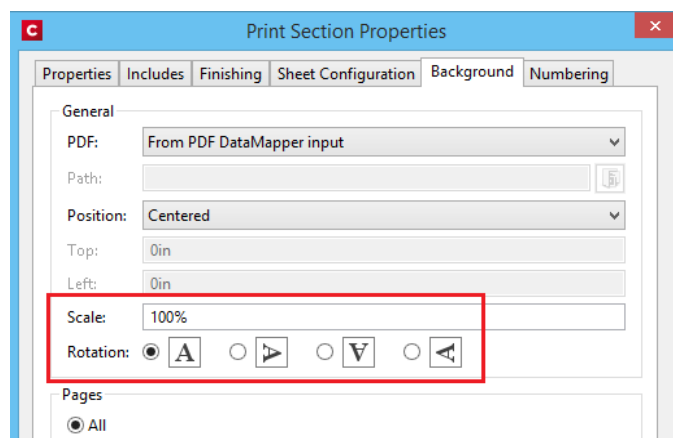 C Print Section Properties
Properties Includes Finishing Sheet Configuration Background Numbering
General
PDF: From PDF DataMapper input
Path:
Position: Centered
Top: 0in
Left: 0in
Scale: 100%
Rotation: A A A A
Pages
All